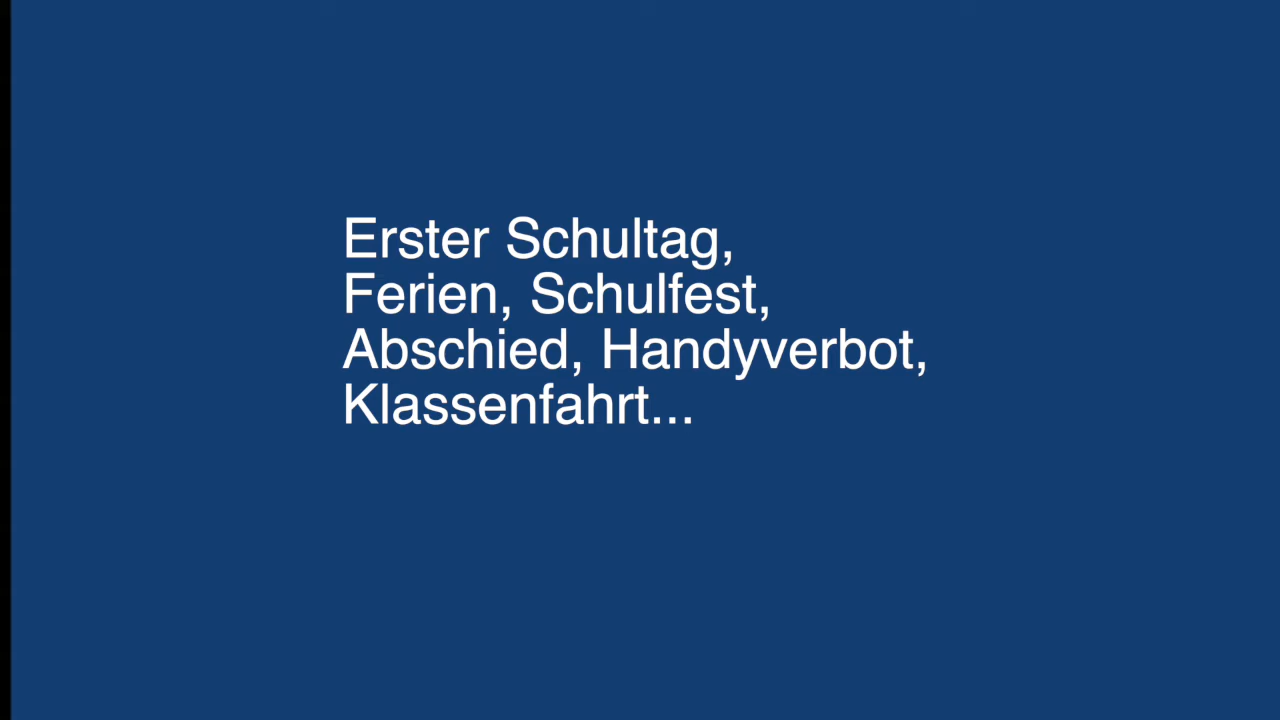 Erster Schultag,
Ferien, Schulfest,
Abschied, Handyverbot,
Klassenfahrt...